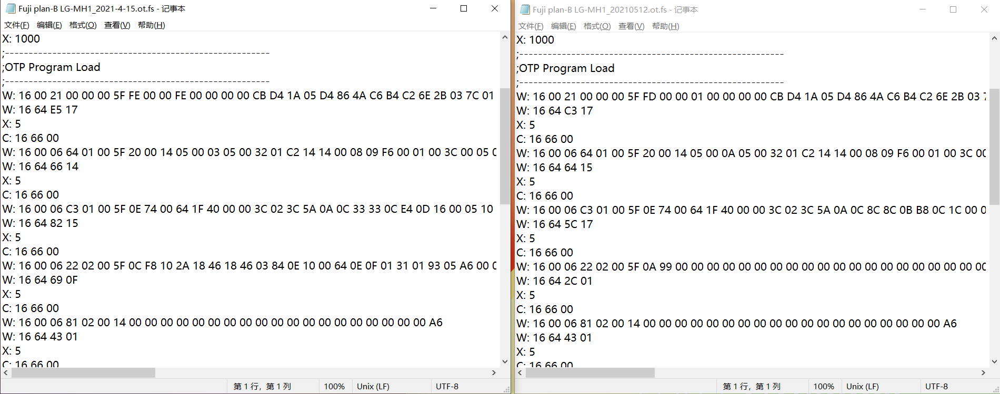 Fuji plan-B LG-MH1_2021-4-15.ot.fs - 记事本
文件(F) 编辑(E) 格式(O) 查看(V) 帮助(H)
X: 1000
;-------------------------------------------------------
;OTP Program Load
;-------------------------------------------------------
W: 16 00 21 00 00 00 5F FE 00 00 FE 00 00 00 00 CB D4 1A 05 D4 86 4A C6 B4 C2 6E 2B 03 7C 01
W: 16 64 E5 17
X: 5
C: 16 66 00
W: 16 00 06 64 01 00 5F 20 00 14 05 00 03 05 00 32 01 C2 14 14 00 08 09 F6 00 01 00 3C 00 05
W: 16 64 66 14
X: 5
C: 16 66 00
W: 16 00 06 C3 01 00 5F 0E 74 00 64 1F 40 00 00 3C 02 3C 5A 0A 0C 33 33 0C E4 0D 16 00 05 10
W: 16 64 82 15
X: 5
C: 16 66 00
W: 16 00 06 22 02 00 5F 0C F8 10 2A 18 46 18 46 03 84 0E 10 00 64 0E 0F 01 31 01 93 05 A6 00
W: 16 64 69 0F
X: 5
C: 16 66 00
W: 16 00 06 81 02 00 14 00 00 00 00 00 00 00 00 00 00 00 00 00 00 00 00 00 00 00 A6
W: 16 64 43 01
X: 5
C: 16 66 00
第 1 行，第 1 列 100% Unix (LF) UTF-8
Fuji plan-B LG-MH1_20210512.ot.fs - 记事本
文件(F) 编辑(E) 格式(O) 查看(V) 帮助(H)
X: 1000
;-------------------------------------------------------
;OTP Program Load
;-------------------------------------------------------
W: 16 00 21 00 00 00 5F FD 00 00 01 00 00 00 00 CB D4 1A 05 D4 86 4A C6 B4 C2 6E 2B 03
W: 16 64 C3 17
X: 5
C: 16 66 00
W: 16 00 06 64 01 00 5F 20 00 14 05 00 0A 05 00 32 01 C2 14 14 00 08 09 F6 00 01 00 3C 00
W: 16 64 64 15
X: 5
C: 16 66 00
W: 16 00 06 C3 01 00 5F 0E 74 00 64 1F 40 00 00 3C 02 3C 5A 0A 0C 8C 8C 0B B8 0C 1C 00
W: 16 64 5C 17
X: 5
C: 16 66 00
W: 16 00 06 22 02 00 5F 0A 99 00 00 00 00 00 00 00 00 00 00 00 00 00 00 00 00 00 00 00 00
W: 16 64 2C 01
X: 5
C: 16 66 00
W: 16 00 06 81 02 00 14 00 00 00 00 00 00 00 00 00 00 00 00 00 00 00 00 00 00 00 A6
W: 16 64 43 01
X: 5
C: 16 66 00
第 1 行，第 1 列 100% Unix (LF) UTF-8